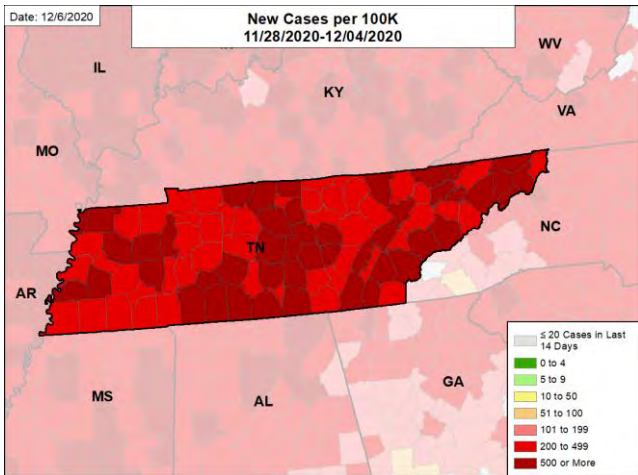 Date: 12/6/2020
New Cases per 100K
11/28/2020-12/04/2020
IL
WV
KY
VA
MO
TN
NC
AR
MS
AL
GA
≤ 20 Cases in Last
14 Days
0 to 4
5 to 9
10 to 50
51 to 100
101 to 199
200 to 499
500 or More